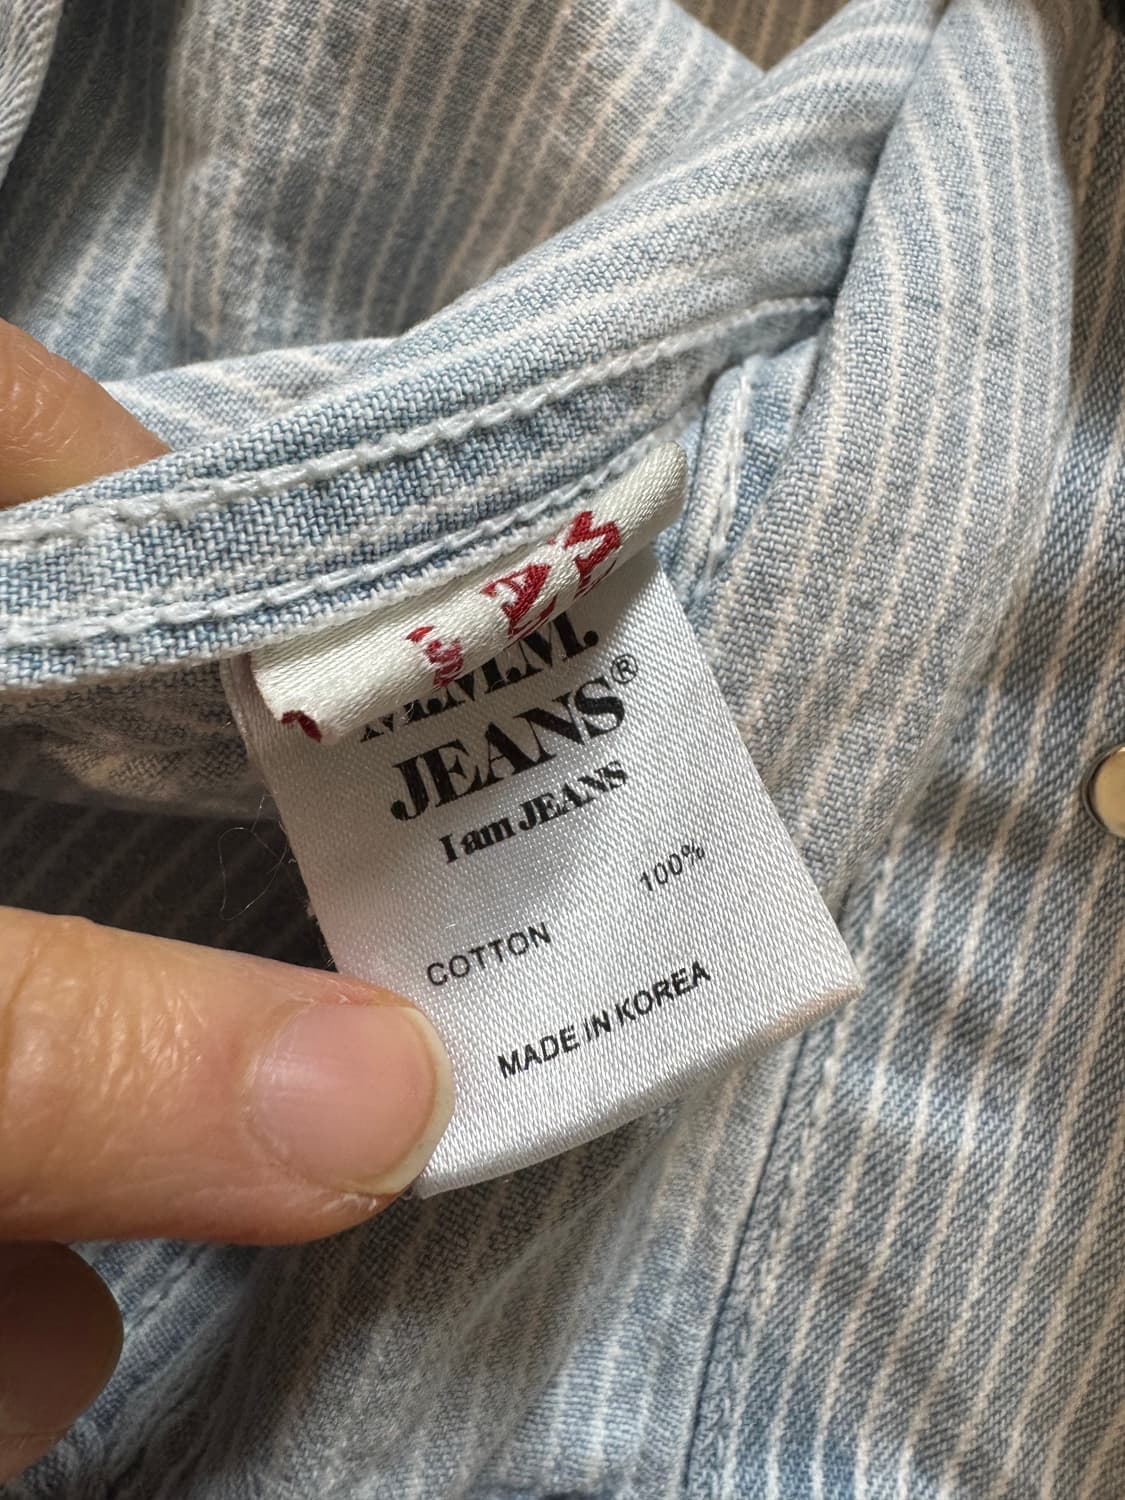 M.M.
JEANS®
I am JEANS
100%
COTTON
MADE IN KOREA